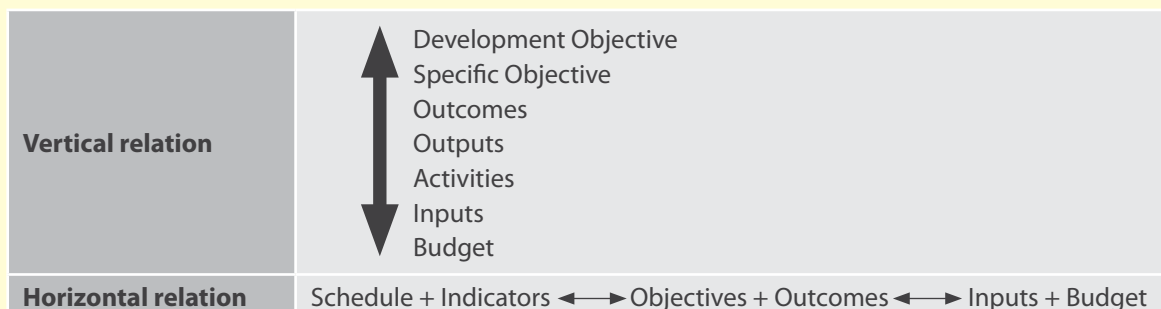 Vertical relation
Development Objective
Specific Objective
Outcomes
Outputs
Activities
Inputs
Budget
Horizontal relation
Schedule + Indicators ◄─► Objectives + Outcomes ◄─► Inputs + Budget